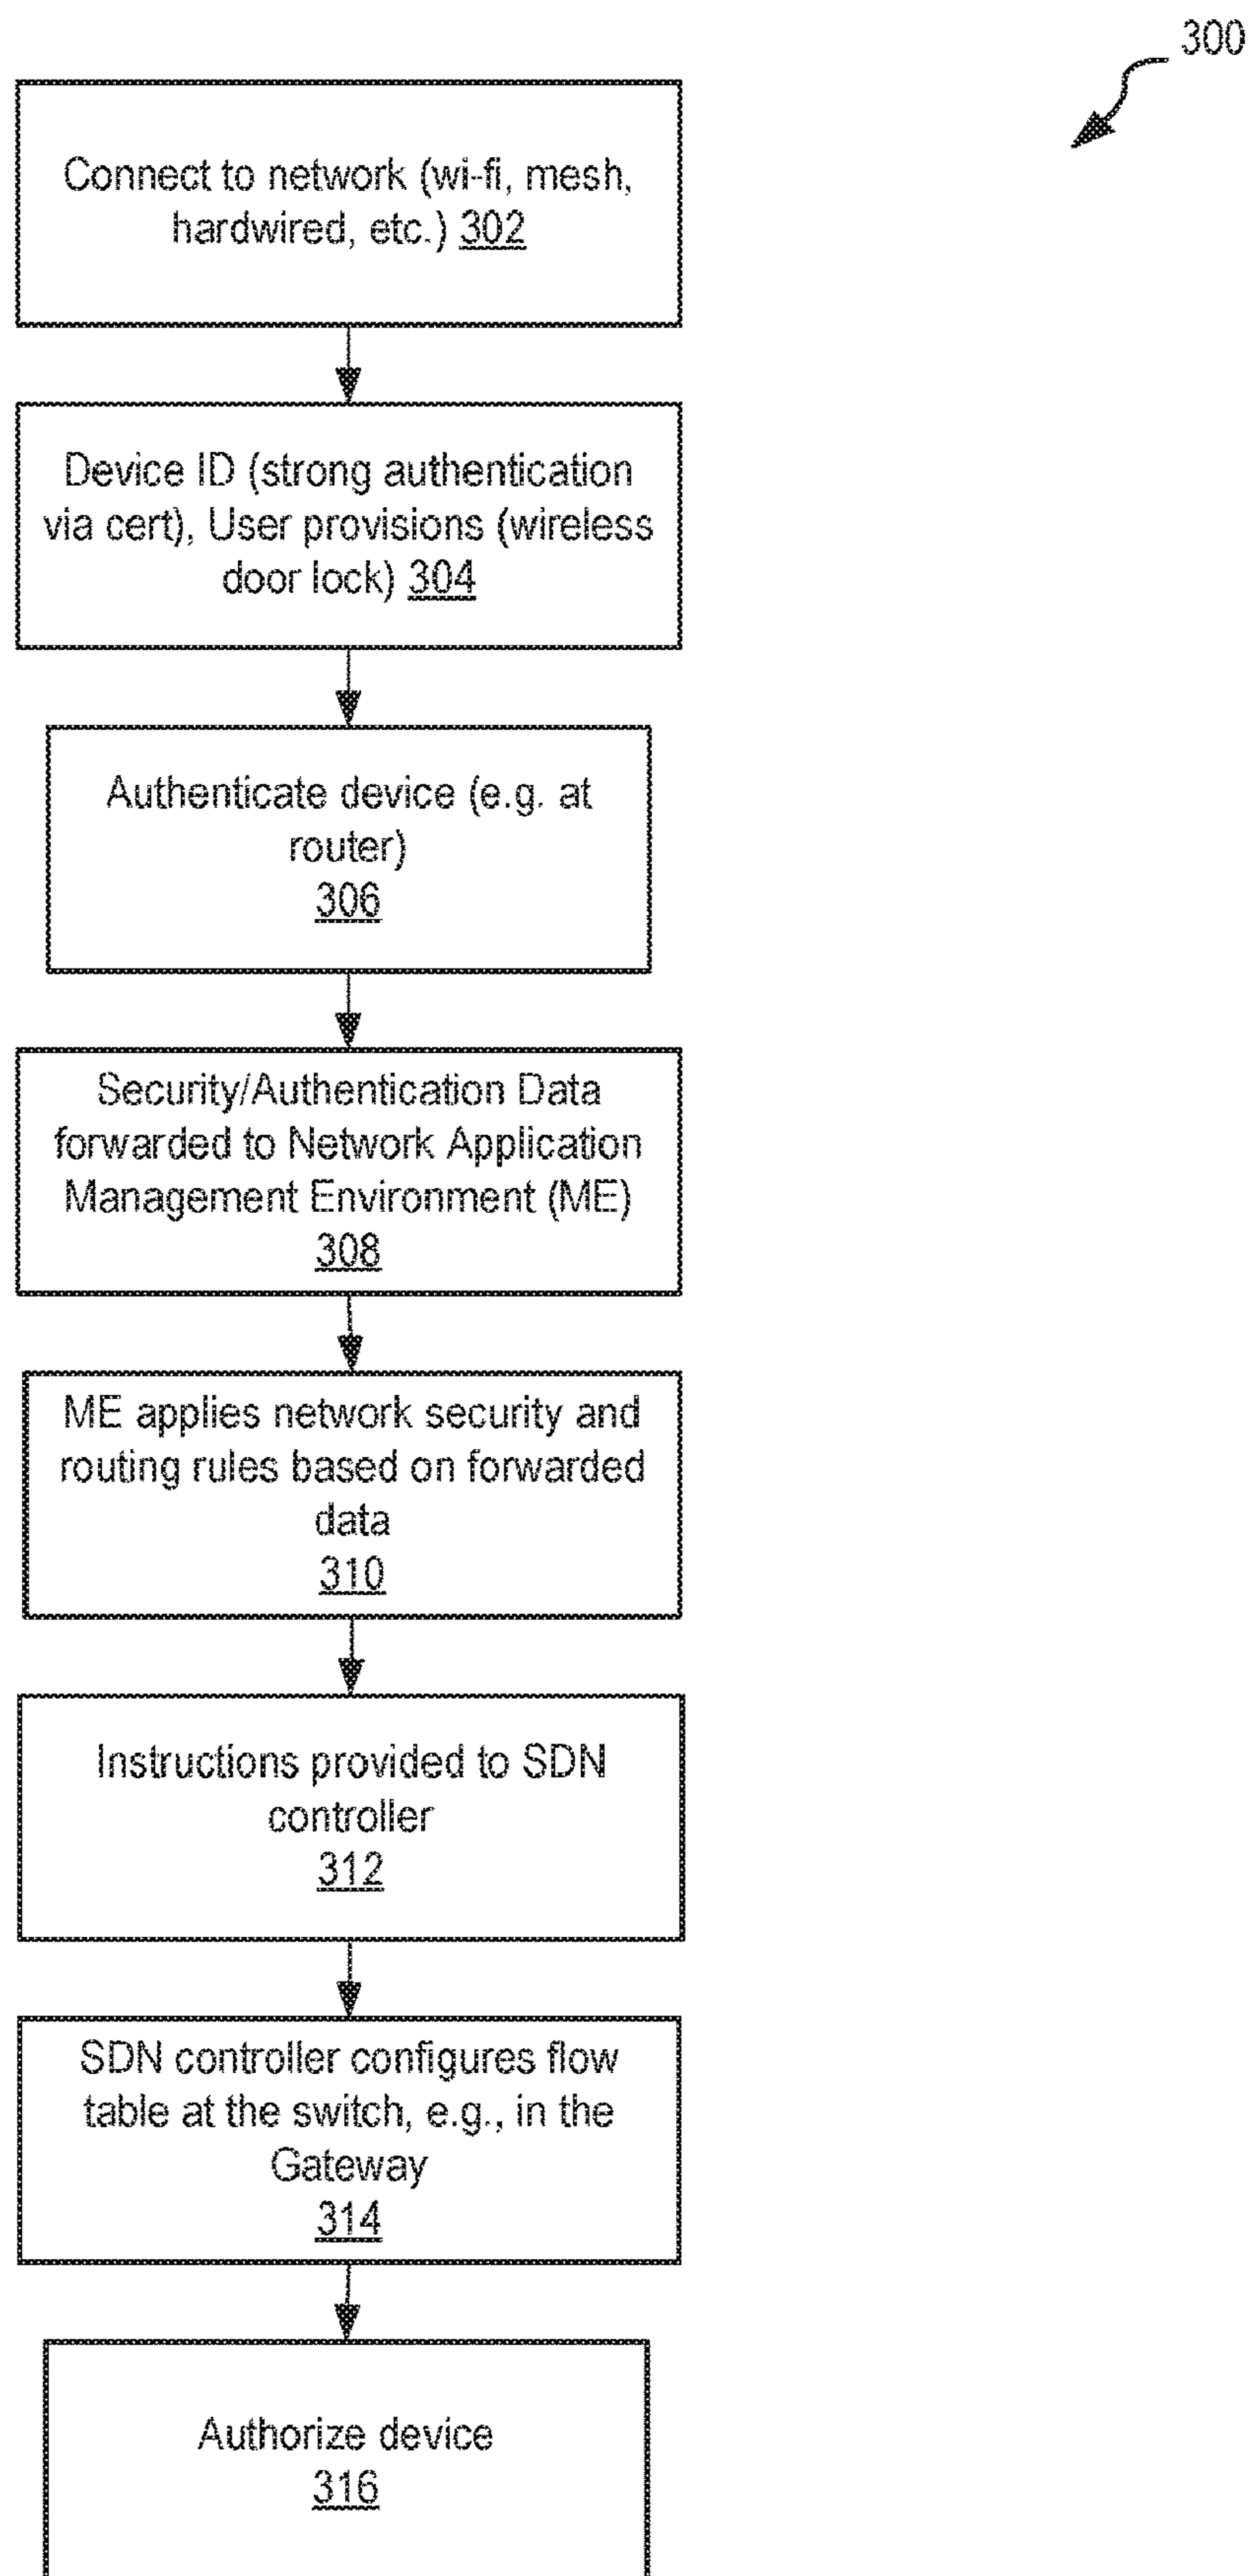 300
Connect to network (wi-fi, mesh,
hardwired, etc.) 302
Device ID (strong authentication
via cert), User provisions (wireless
door lock) 304
Authenticate device (e.g. at
router)
306
Security/Authentication Data
forwarded to Network Application
Management Environment (ME)
308
ME applies network security and
routing rules based on forwarded
data
310
Instructions provided to SDN
controller
312
SDN controller configures flow
table at the switch, e.g., in the
Gateway
314
Authorize device
316